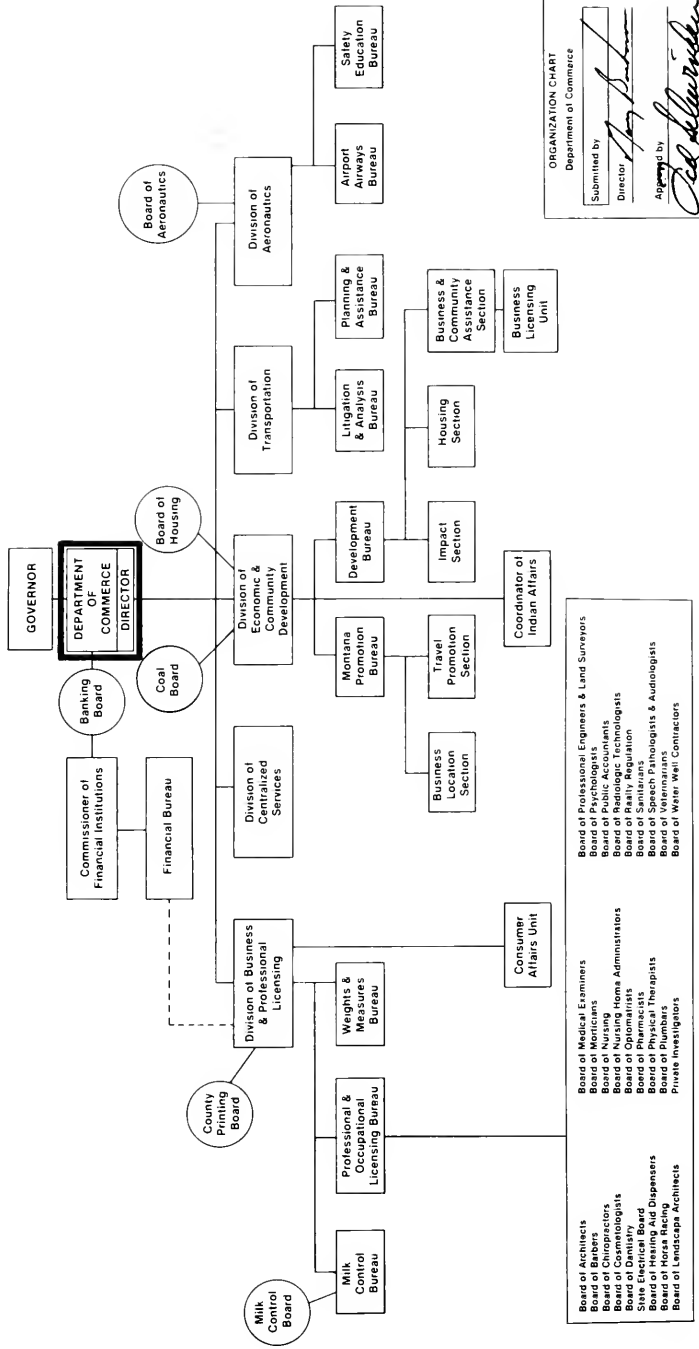 GOVERNOR
DEPARTMENT
OF
COMMERCE
DIRECTOR
Banking
Board
Commissioner of
Financial Institutions
Financial Bureau
Coal
Board
Board of
Housing
Board of
Aeronautics
County
Printing
Board
Division of Business
& Professional
Licensing
Division of
Centralized
Services
Division of
Economic &
Community
Development
Division of
Transportation
Division of
Aeronautics
Milk
Control
Board
Milk
Control
Bureau
Professional &
Occupational
Licensing Bureau
Weights &
Measures
Bureau
Consumer
Affairs Unit
Montana
Promotion
Bureau
Development
Bureau
Litigation
& Analysis
Bureau
Planning &
Assistance
Bureau
Airport
Airways
Bureau
Safety
Education
Bureau
Business
Location
Section
Travel
Promotion
Section
Impact
Section
Housing
Section
Business &
Community
Assistance
Section
Business
Licensing
Unit
Coordinator of
Indian Affairs
Board of Architects
Board of Barbers
Board of Chiropractors
Board of Cosmetologists
Board of Dantistry
State Electrical Board
Board of Hearing Aid Dispensers
Board of Horsa Racing
Board of Landscapa Architects
Board of Medical Examiners
Board of Morticians
Board of Nursing
Board of Nursing Homa Administrators
Board of Optomatrists
Board of Pharmacists
Board of Physical Tharapists
Board of Plumbars
Privata Investigators
Board of Professional Engineers & Land Surveyors
Board of Psychologists
Board of Public Accountants
Board of Radiologic Technologists
Board of Realty Regulation
Board of Sanitarians
Board of Speech Pathologists & Audiologists
Board of Veterinarians
Board of Water Well Contractors
ORGANIZATION CHART
Department of Commerce
Submitted by
Director
Approved by